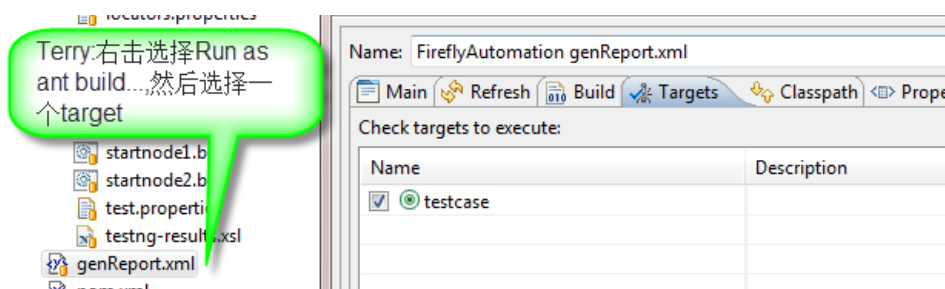 locators.properties
Terry:右击选择Run as
ant build...,然后选择一
个target
startnode1.b
startnode2.b
test.properti
testng-results.xsl
genReport.xml
Name: FireflyAutomation genReport.xml
Main Refresh Build Targets Classpath Prope
Check targets to execute:
Name Description
testcase